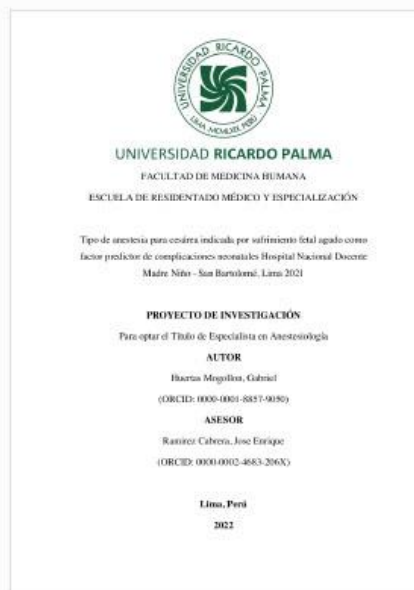 UNIVERSIDAD RICARDO PALMA
LIMA MCMLXIX PERÚ
UNIVERSIDAD RICARDO PALMA
FACULTAD DE MEDICINA HUMANA
ESCUELA DE RESIDENTADO MÉDICO Y ESPECIALIZACIÓN
Tipo de anestesia para cesárea indicada por sufrimiento fetal agudo como
factor predictor de complicaciones neonatales Hospital Nacional Docente
Madre Niño - San Bartolomé, Lima 2021
PROYECTO DE INVESTIGACIÓN
Para optar el Título de Especialista en Anestesiología
AUTOR
Huertas Mogollon, Gabriel
(ORCID: 0000-0001-8857-9050)
ASESOR
Ramirez Cabrera, Jose Enrique
(ORCID: 0000-0002-4683-206X)
Lima, Perú
2022